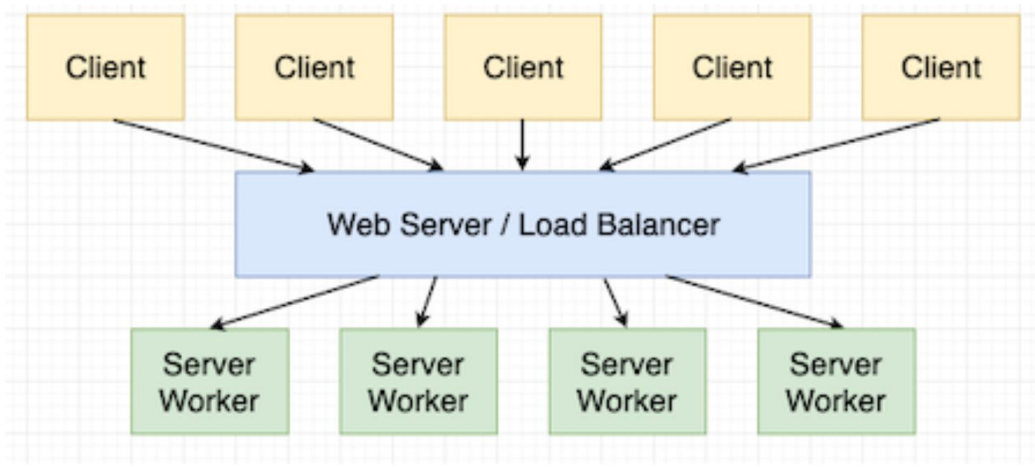 Client
Client
Client
Client
Client
Web Server / Load Balancer
Server
Worker
Server
Worker
Server
Worker
Server
Worker